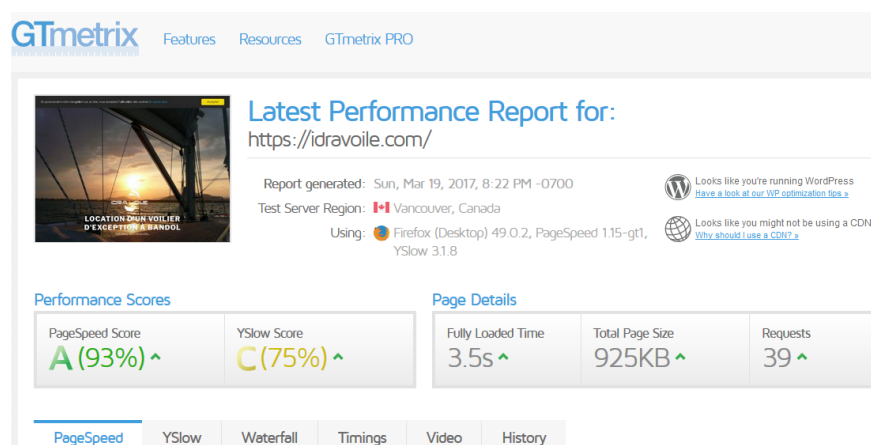 GTmetrix Features Resources GTmetrix PRO
Latest Performance Report for:
https://idravoile.com/
Report generated: Sun, Mar 19, 2017, 8:22 PM -0700
Test Server Region: Vancouver, Canada
Using: Firefox (Desktop) 49.0.2, PageSpeed 1.15-gt1,
YSlow 3.1.8
Looks like you're running WordPress
Have a look at our WP optimization tips »
Looks like you might not be using a CDN
Why should I use a CDN? »
LOCATION D'UN VOILIER
D'EXCEPTION A BANDOL
Performance Scores
PageSpeed Score
A (93%)
YSlow Score
C (75%)
Page Details
Fully Loaded Time
3.5s
Total Page Size
925KB
Requests
39
PageSpeed YSlow Waterfall Timings Video History